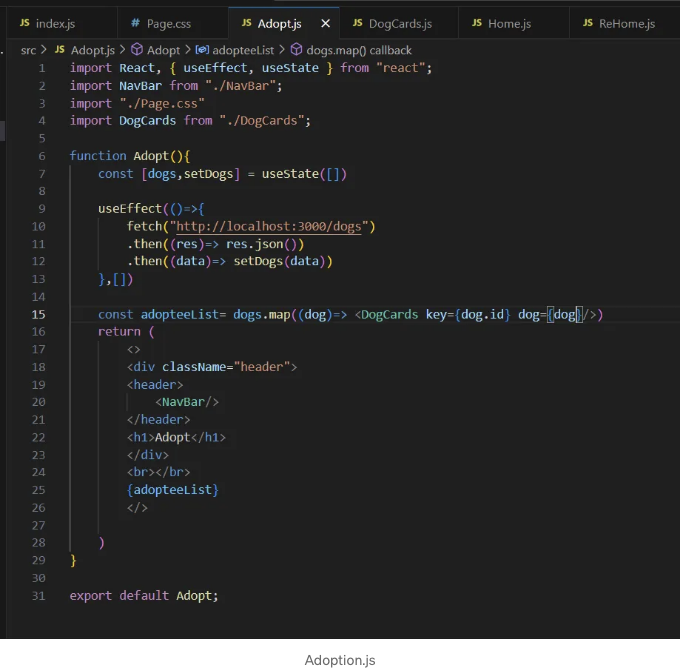 JS index.js # Page.css JS Adopt.js × JS DogCards.js JS Home.js JS ReHome.js
src > JS Adopt.js > Adopt > adopteeList > dogs.map() callback
1 import React, { useEffect, useState } from "react";
2 import NavBar from "./NavBar";
3 import "./Page.css"
4 import DogCards from "./DogCards";
5
6 function Adopt(){
7 const [dogs,setDogs] = useState([])
8
9 useEffect(()=>{
10 fetch("http://localhost:3000/dogs")
11 .then((res)=> res.json())
12 .then((data)=> setDogs(data))
13 },[])
14
15 const adopteeList= dogs.map((dog)=> <DogCards key={dog.id} dog={dog}/>)
16 return (
17 <>
18 <div className="header">
19 <header>
20 <NavBar/>
21 </header>
22 <h1>Adopt</h1>
23 </div>
24 <br></br>
25 {adopteeList}
26 </>
27
28 )
29 }
30
31 export default Adopt;
Adoption.js